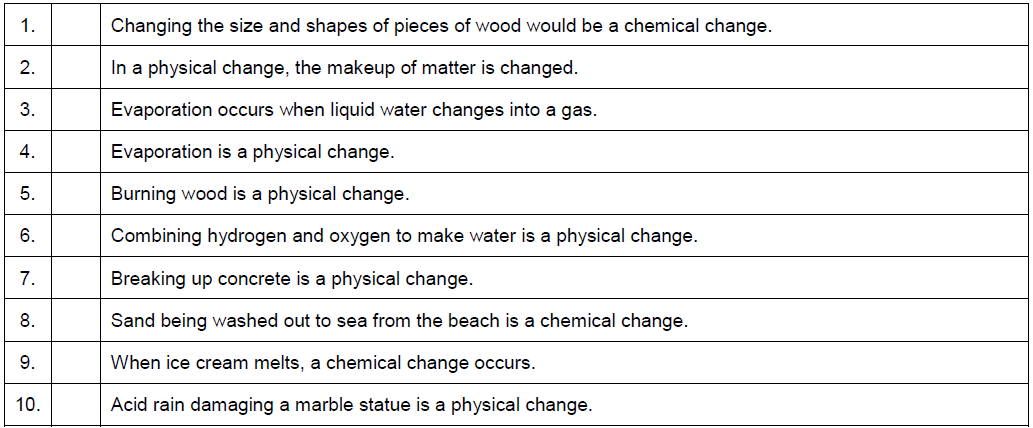 1. Changing the size and shapes of pieces of wood would be a chemical change.
2. In a physical change, the makeup of matter is changed.
3. Evaporation occurs when liquid water changes into a gas.
4. Evaporation is a physical change.
5. Burning wood is a physical change.
6. Combining hydrogen and oxygen to make water is a physical change.
7. Breaking up concrete is a physical change.
8. Sand being washed out to sea from the beach is a chemical change.
9. When ice cream melts, a chemical change occurs.
10. Acid rain damaging a marble statue is a physical change.